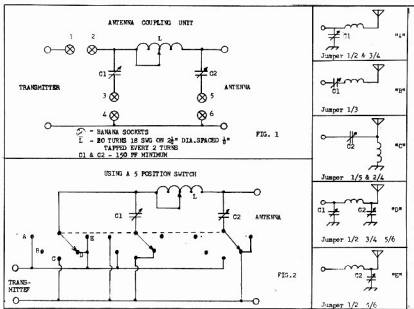 ANTENNA COUPLING UNIT
1 2
L
C1
C2
TRANSMITTER
3
5
ANTENNA
4
6
= BANANA SOCKETS
L - 20 TURNS 18 SWG ON 2½" DIA.SPACED
TAPPED EVERY 2 TURNS
C1 & C2 - 150 PF MINIMUM
FIG. 1
USING A 5 POSITION SWITCH
L
C1
C2
ANTENNA
A
B
C
D
E
TRANS-
MITTER
FIG.2
C1
"A"
Jumper 1/2 & 3/4
C1
"B"
Jumper 1/3
C2
"C"
Jumper 1/5 & 2/4
C1
C2
"D"
Jumper 1/2 3/4 5/6
C2
"E"
Jumper 1/2 5/6